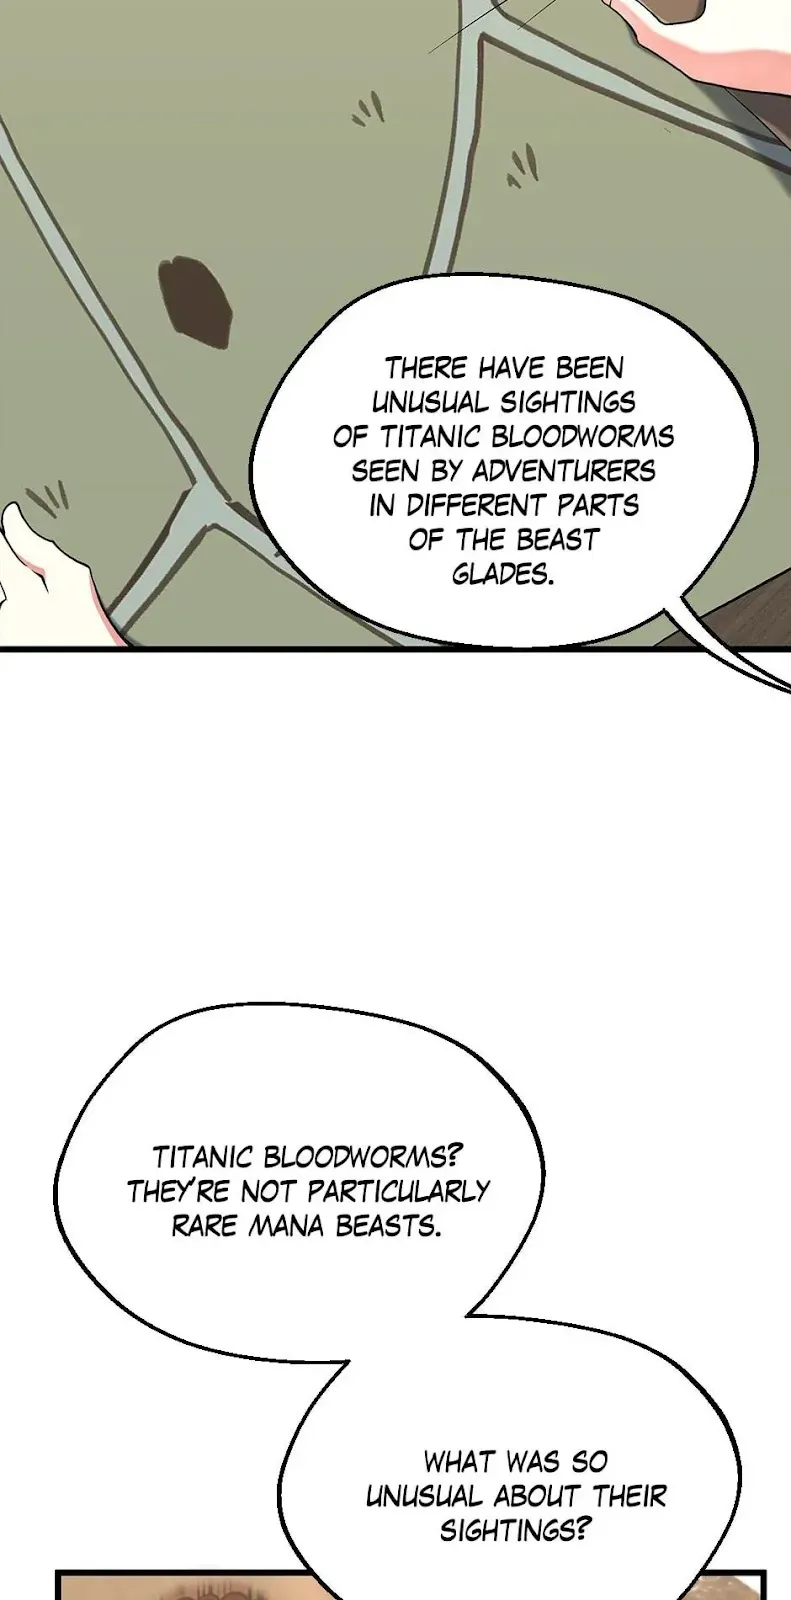 THERE HAVE BEEN
UNUSUAL SIGHTINGS
OF TITANIC BLOODWORMS
SEEN BY ADVENTURERS
IN DIFFERENT PARTS
OF THE BEAST
GLADES.
TITANIC BLOODWORMS?
THEY'RE NOT PARTICULARLY
RARE MANA BEASTS.
WHAT WAS SO
UNUSUAL ABOUT THEIR
SIGHTINGS?